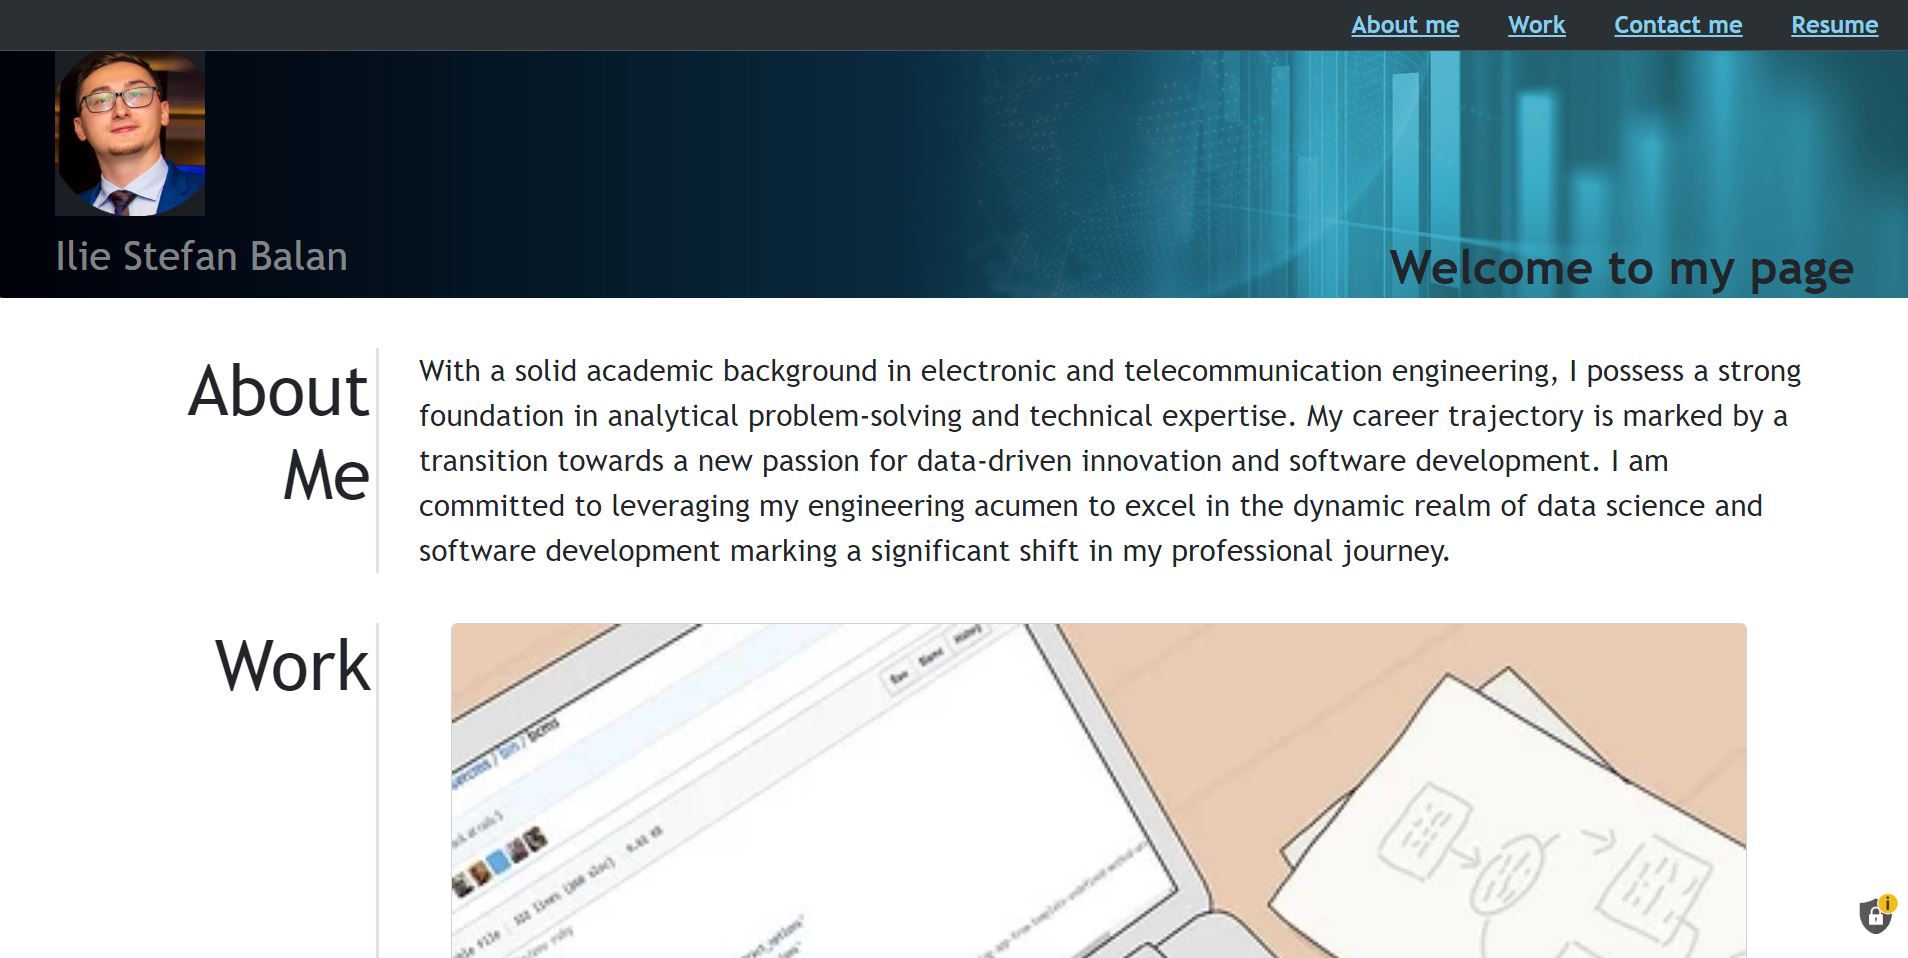 About me Work Contact me Resume
Ilie Stefan Balan
Welcome to my page
About
Me
With a solid academic background in electronic and telecommunication engineering, I possess a strong
foundation in analytical problem-solving and technical expertise. My career trajectory is marked by a
transition towards a new passion for data-driven innovation and software development. I am
committed to leveraging my engineering acumen to excel in the dynamic realm of data science and
software development marking a significant shift in my professional journey.
Work
Raw Blame History
/ bin / bcms